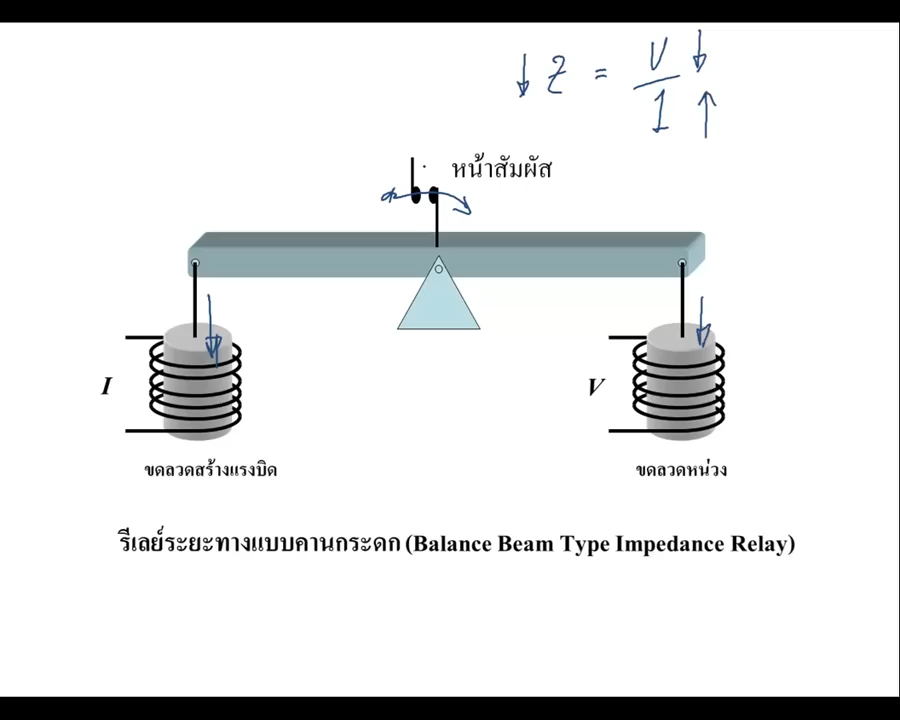 ↓ Z = V ↓ / I ↑
หน้าสัมผัส
I
V
ขดลวดสร้างแรงบิด
ขดลวดหน่วง
รีเลย์ระยะทางแบบคานกระดก (Balance Beam Type Impedance Relay)